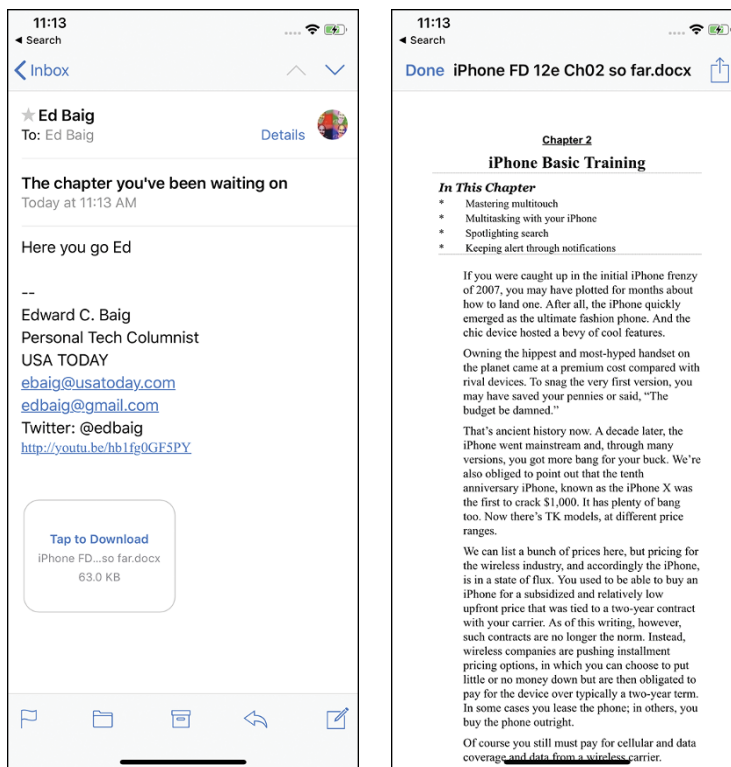 11:13
◀ Search
Inbox
Ed Baig
To: Ed Baig
Details
The chapter you've been waiting on
Today at 11:13 AM
Here you go Ed
--
Edward C. Baig
Personal Tech Columnist
USA TODAY
ebaig@usatoday.com
edbaig@gmail.com
Twitter: @edbaig
http://youtu.be/hb1fg0GF5PY
Tap to Download
iPhone FD...so far.docx
63.0 KB
11:13
◀ Search
Done iPhone FD 12e Ch02 so far.docx
Chapter 2
iPhone Basic Training
In This Chapter
* Mastering multitouch
* Multitasking with your iPhone
* Spotlighting search
* Keeping alert through notifications
If you were caught up in the initial iPhone frenzy
of 2007, you may have plotted for months about
how to land one. After all, the iPhone quickly
emerged as the ultimate fashion phone. And the
chic device hosted a bevy of cool features.
Owning the hippest and most-hyped handset on
the planet came at a premium cost compared with
rival devices. To snag the very first version, you
may have saved your pennies or said, “The
budget be damned.”
That’s ancient history now. A decade later, the
iPhone went mainstream and, through many
versions, you got more bang for your buck. We’re
also obliged to point out that the tenth
anniversary iPhone, known as the iPhone X was
the first to crack $1,000. It has plenty of bang
too. Now there’s TK models, at different price
ranges.
We can list a bunch of prices here, but pricing for
the wireless industry, and accordingly the iPhone,
is in a state of flux. You used to be able to buy an
iPhone for a subsidized and relatively low
upfront price that was tied to a two-year contract
with your carrier. As of this writing, however,
such contracts are no longer the norm. Instead,
wireless companies are pushing installment
pricing options, in which you can choose to put
little or no money down but are then obligated to
pay for the device over typically a two-year term.
In some cases you lease the phone; in others, you
buy the phone outright.
Of course you still must pay for cellular and data
coverage and data from a wireless carrier.